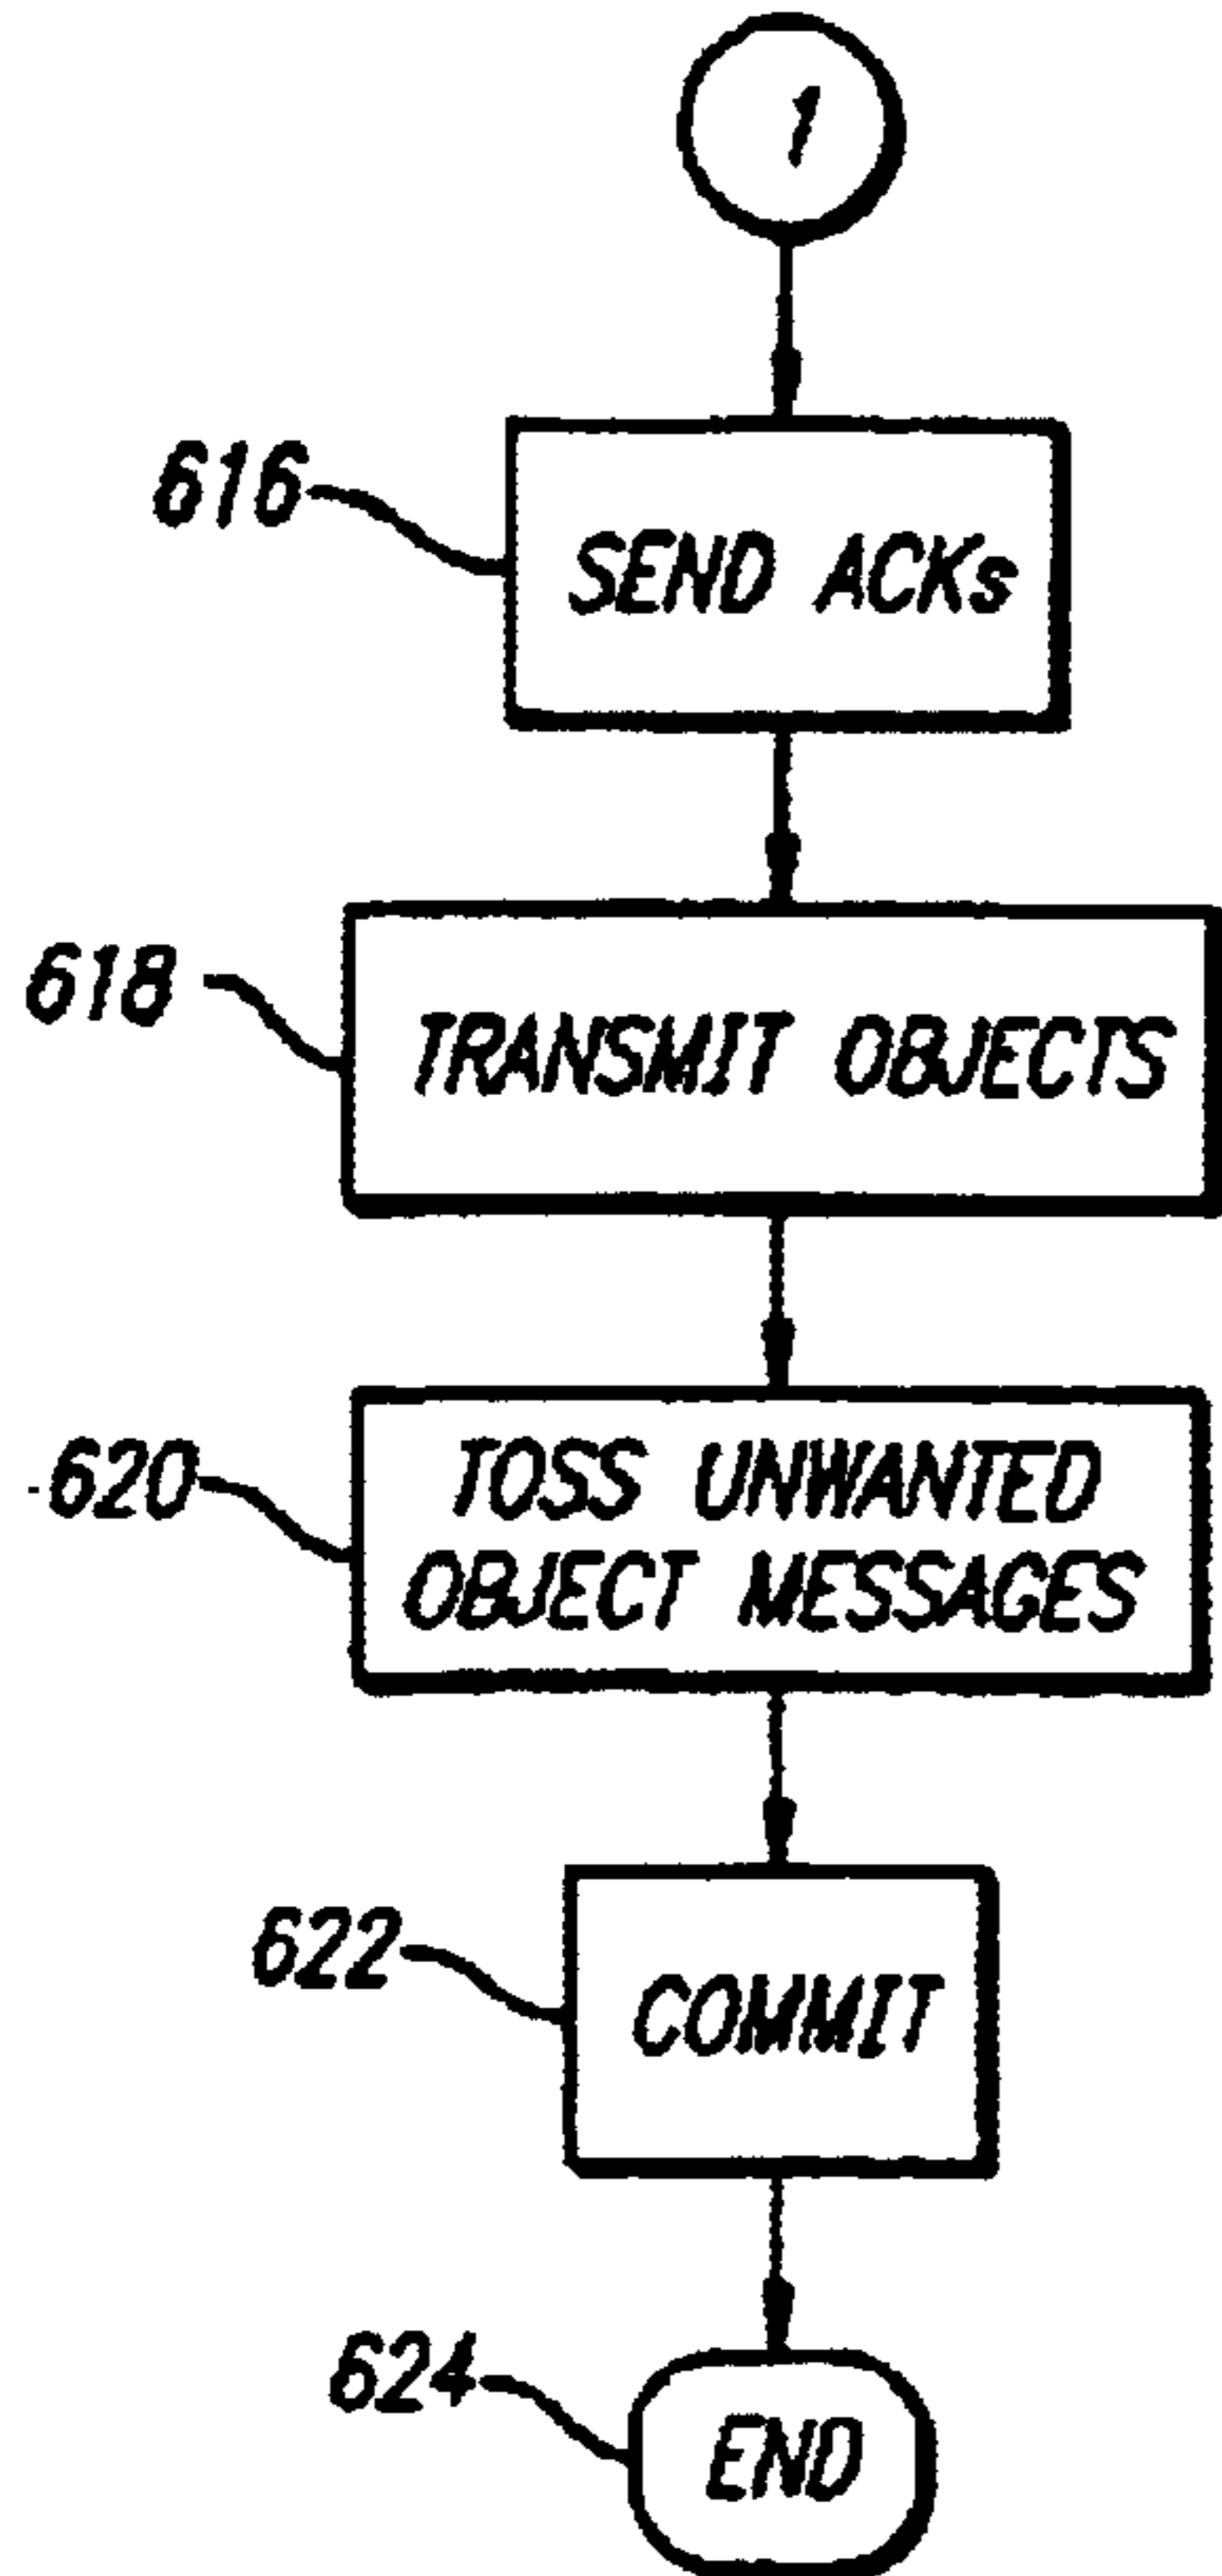 1
616
SEND ACKs
618
TRANSMIT OBJECTS
620
TOSS UNWANTED
OBJECT MESSAGES
622
COMMIT
624
END